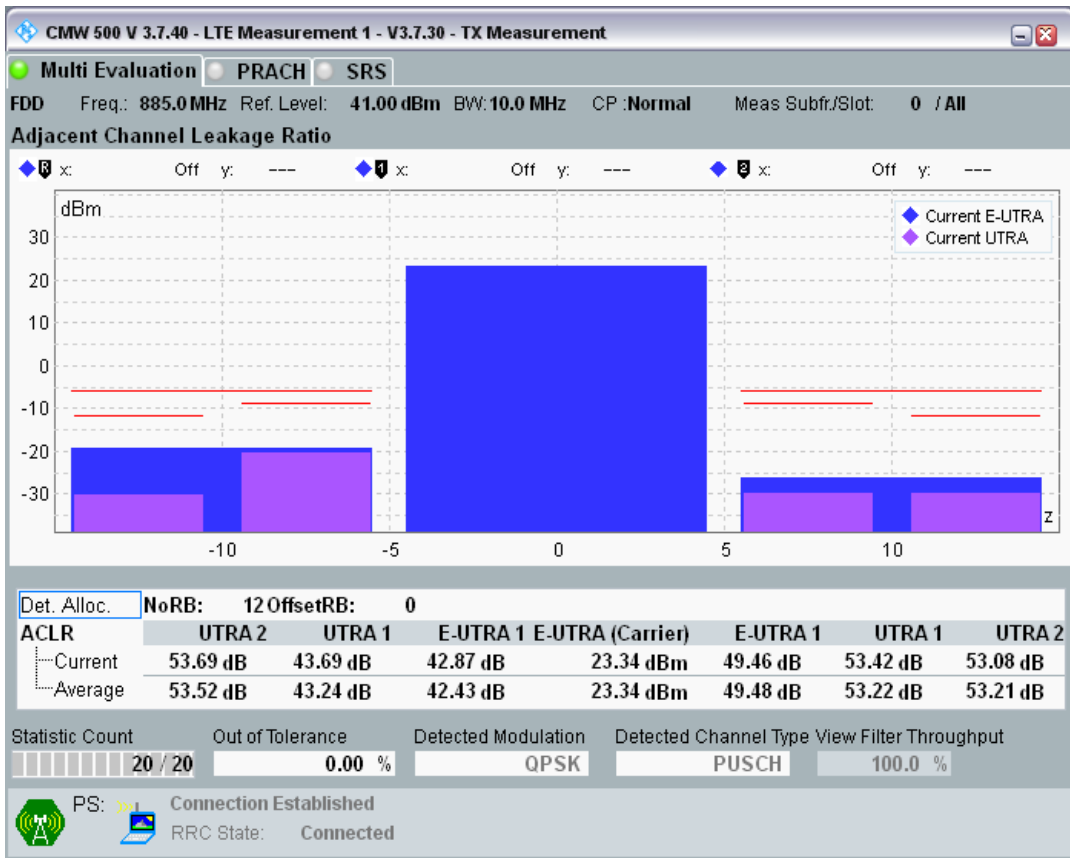 CMW 500 V 3.7.40 - LTE Measurement 1 - V3.7.30 - TX Measurement
Multi Evaluation PRACH SRS
FDD Freq.: 885.0 MHz Ref. Level: 41.00 dBm BW: 10.0 MHz CP : Normal Meas Subfr./Slot: 0 / All
Adjacent Channel Leakage Ratio
R x: Off y: --- 1 x: Off y: --- 2 x: Off y: ---
dBm
Current E-UTRA
Current UTRA
30
20
10
0
-10
-20
-30
z
-10 -5 0 5 10
Det. Alloc. NoRB: 12 OffsetRB: 0
ACLR UTRA 2 UTRA 1 E-UTRA 1 E-UTRA (Carrier) E-UTRA 1 UTRA 1 UTRA 2
Current 53.69 dB 43.69 dB 42.87 dB 23.34 dBm 49.46 dB 53.42 dB 53.08 dB
Average 53.52 dB 43.24 dB 42.43 dB 23.34 dBm 49.48 dB 53.22 dB 53.21 dB
Statistic Count Out of Tolerance Detected Modulation Detected Channel Type View Filter Throughput
20 / 20 0.00 % QPSK PUSCH 100.0 %
PS: Connection Established
RRC State: Connected